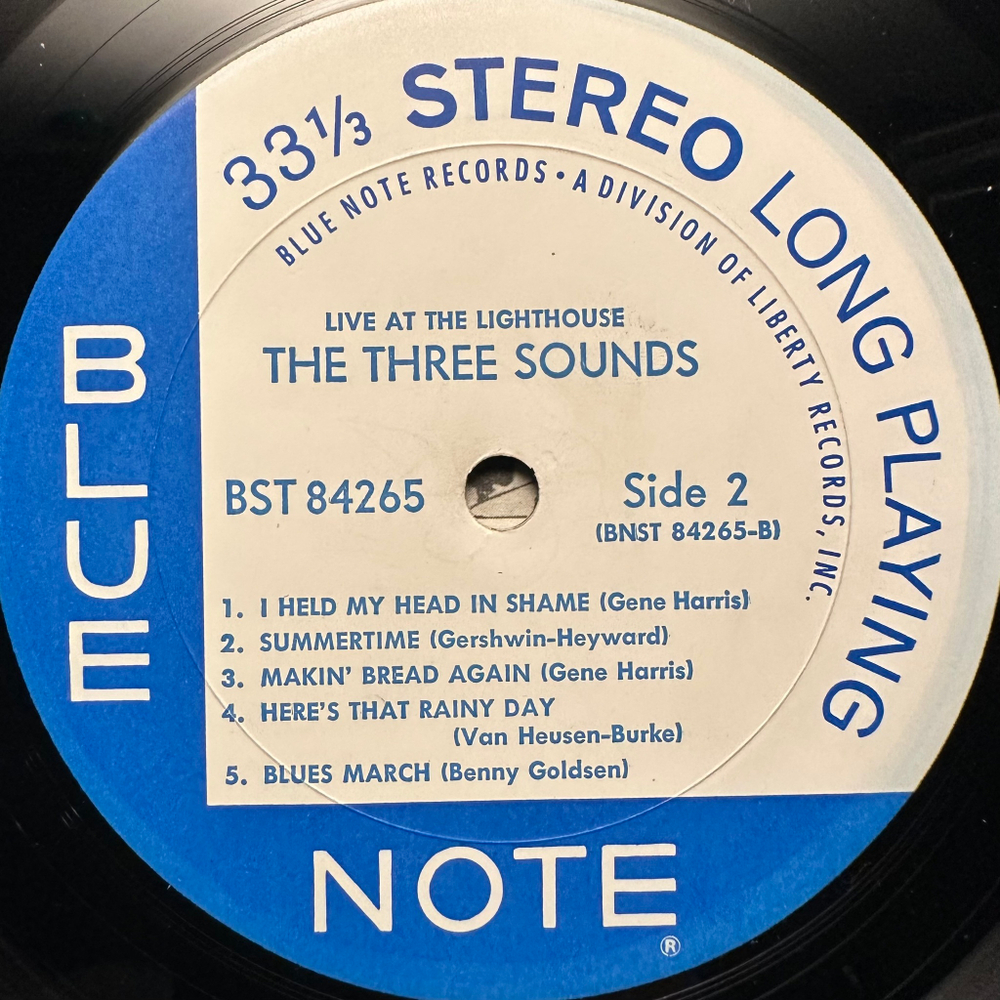 33⅓ STEREO LONG PLAYING
BLUE NOTE RECORDS • A DIVISION OF LIBERTY RECORDS, INC.
LIVE AT THE LIGHTHOUSE
THE THREE SOUNDS
BST 84265
Side 2
(BNST 84265-B)
1. I HELD MY HEAD IN SHAME (Gene Harris)
2. SUMMERTIME (Gershwin-Heyward)
3. MAKIN' BREAD AGAIN (Gene Harris)
4. HERE'S THAT RAINY DAY
(Van Heusen-Burke)
5. BLUES MARCH (Benny Goldsen)
BLUE
NOTE
®